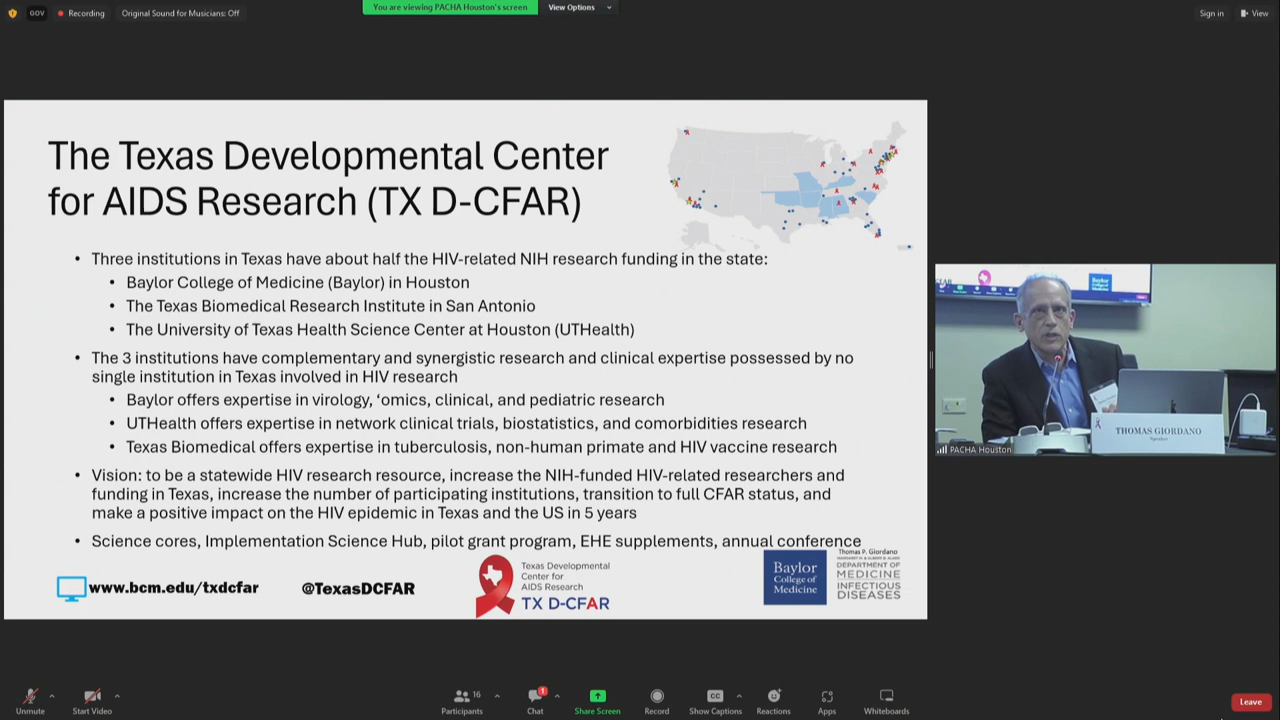 GOV
Recording
Original Sound for Musicians: Off
You are viewing PACHA Houston's screen
View Options
Sign in
View
The Texas Developmental Center
for AIDS Research (TX D-CFAR)
• Three institutions in Texas have about half the HIV-related NIH research funding in the state:
• Baylor College of Medicine (Baylor) in Houston
• The Texas Biomedical Research Institute in San Antonio
• The University of Texas Health Science Center at Houston (UTHealth)
• The 3 institutions have complementary and synergistic research and clinical expertise possessed by no
single institution in Texas involved in HIV research
• Baylor offers expertise in virology, ‘omics, clinical, and pediatric research
• UTHealth offers expertise in network clinical trials, biostatistics, and comorbidities research
• Texas Biomedical offers expertise in tuberculosis, non-human primate and HIV vaccine research
• Vision: to be a statewide HIV research resource, increase the NIH-funded HIV-related researchers and
funding in Texas, increase the number of participating institutions, transition to full CFAR status, and
make a positive impact on the HIV epidemic in Texas and the US in 5 years
• Science cores, Implementation Science Hub, pilot grant program, EHE supplements, annual conference
www.bcm.edu/txdcfar
@TexasDCFAR
Texas Developmental
Center for
AIDS Research
TX D-CFAR
Baylor
College of
Medicine
Thomas P. Giordano
DEPARTMENT OF
MEDICINE
INFECTIOUS
DISEASES
THOMAS GIORDANO
Speaker
PACHA Houston
Unmute
Start Video
16
Participants
1
Chat
Share Screen
Record
CC
Show Captions
Reactions
Apps
Whiteboards
Leave